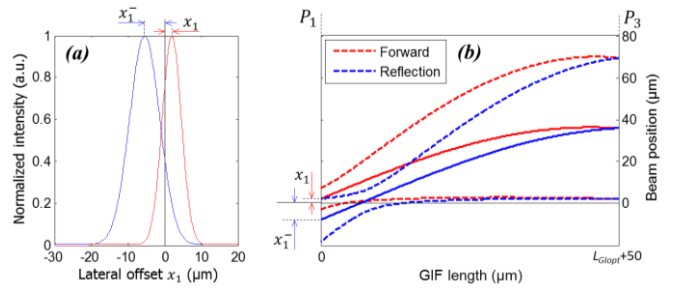 x₁⁻
x₁
(a)
Normalized intensity (a.u.)
1
0.8
0.6
0.4
0.2
0
-30 -20 -10 0 10 20 30
Lateral offset x₁ (μm)
P₁
P₃
Forward
Reflection
(b)
x₁
x₁⁻
80
60
40
20
0
Beam position (μm)
0
L_GIopt+50
GIF length (μm)